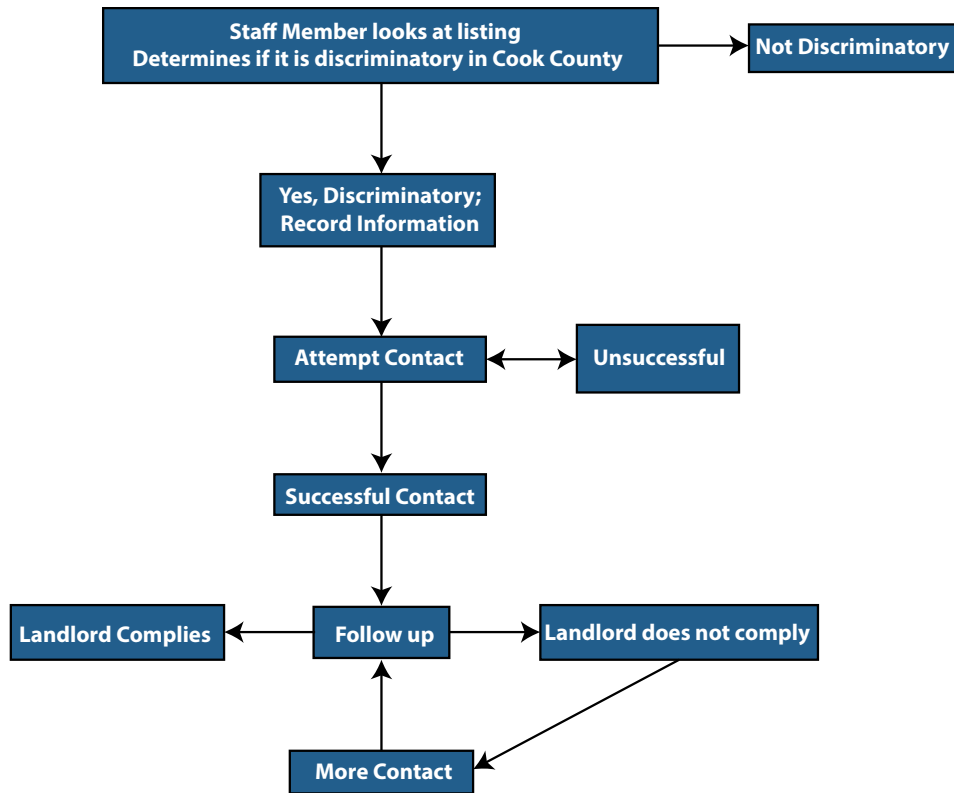 Staff Member looks at listing
Determines if it is discriminatory in Cook County
Not Discriminatory
Yes, Discriminatory;
Record Information
Attempt Contact
Unsuccessful
Successful Contact
Landlord Complies
Follow up
Landlord does not comply
More Contact